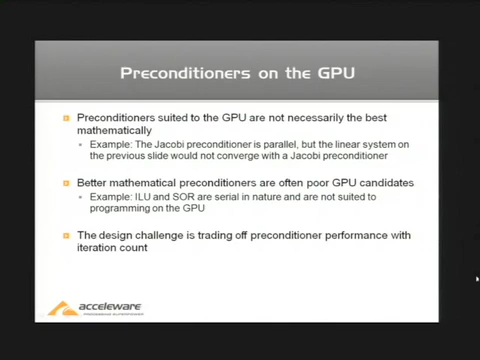 Preconditioners on the GPU
Preconditioners suited to the GPU are not necessarily the best
mathematically
Example: The Jacobi preconditioner is parallel, but the linear system on
the previous slide would not converge with a Jacobi preconditioner
Better mathematical preconditioners are often poor GPU candidates
Example: ILU and SOR are serial in nature and are not suited to
programming on the GPU
The design challenge is trading off preconditioner performance with
iteration count
acceleware